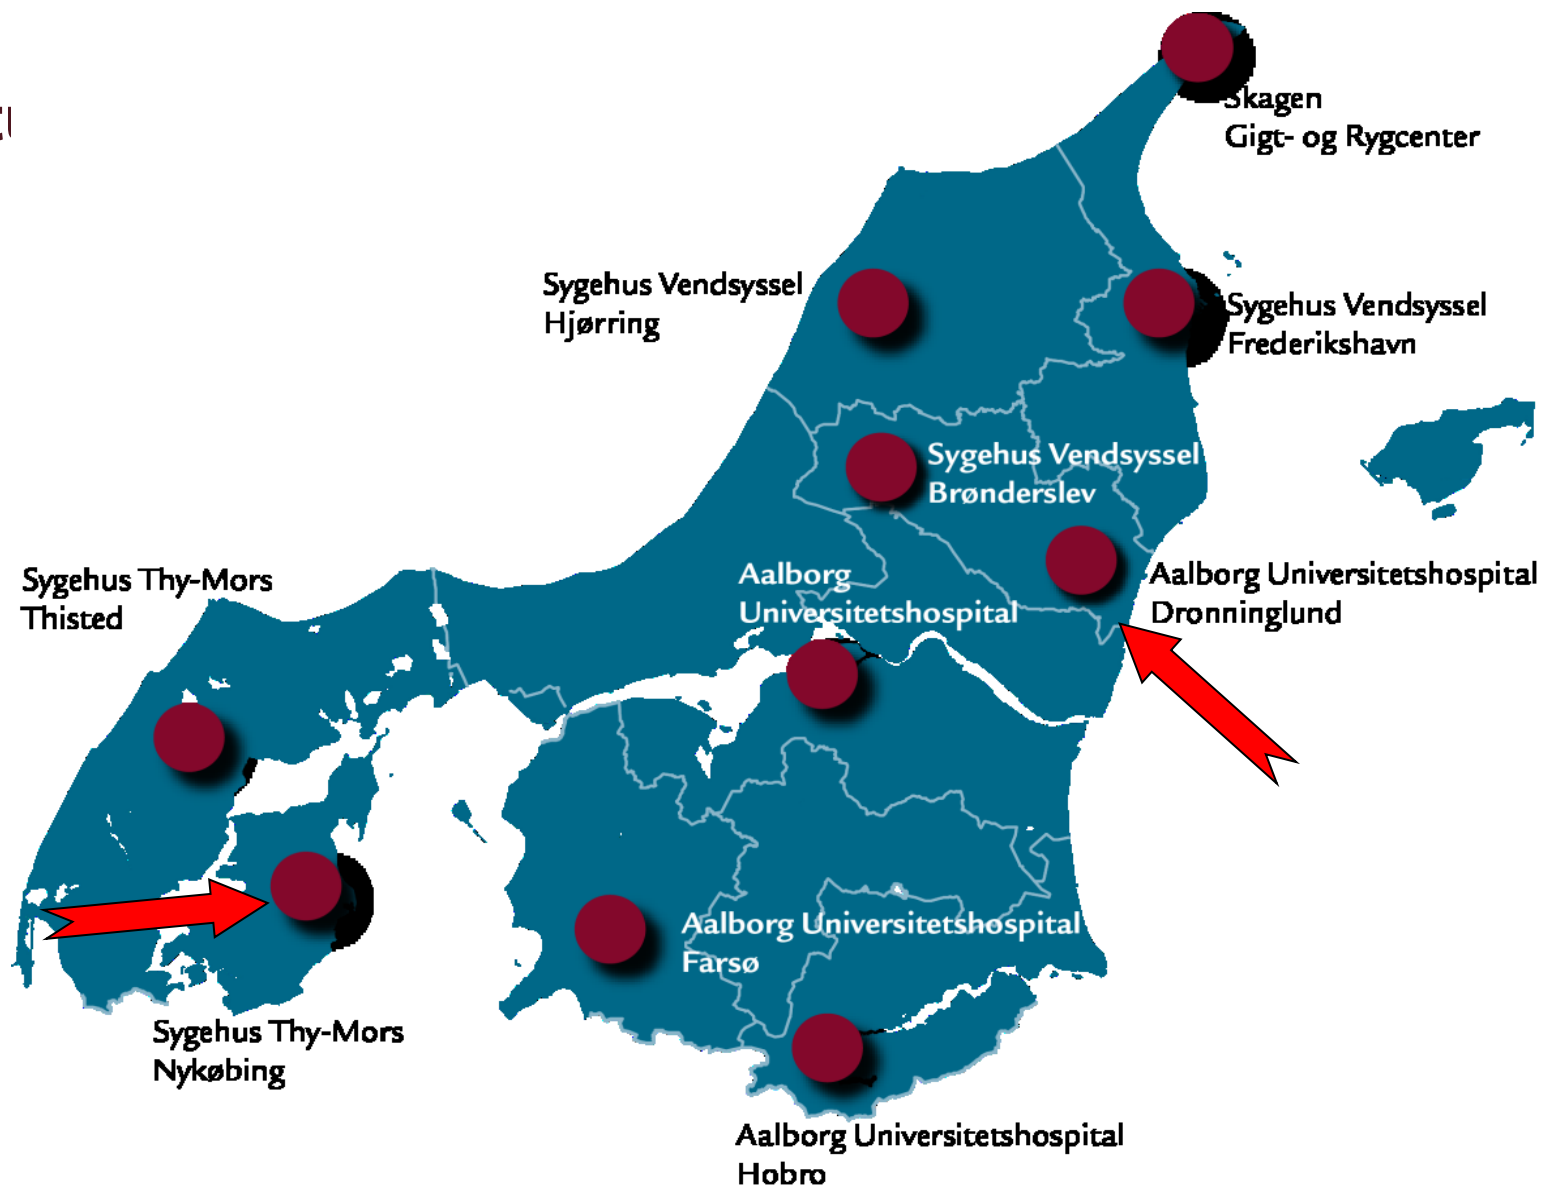 Skagen
Gigt- og Rygcenter
Sygehus Vendsyssel
Hjørring
Sygehus Vendsyssel
Frederikshavn
Sygehus Vendsyssel
Brønderslev
Aalborg
Universitetshospital
Aalborg Universitetshospital
Dronninglund
Sygehus Thy-Mors
Thisted
Aalborg Universitetshospital
Farsø
Sygehus Thy-Mors
Nykøbing
Aalborg Universitetshospital
Hobro